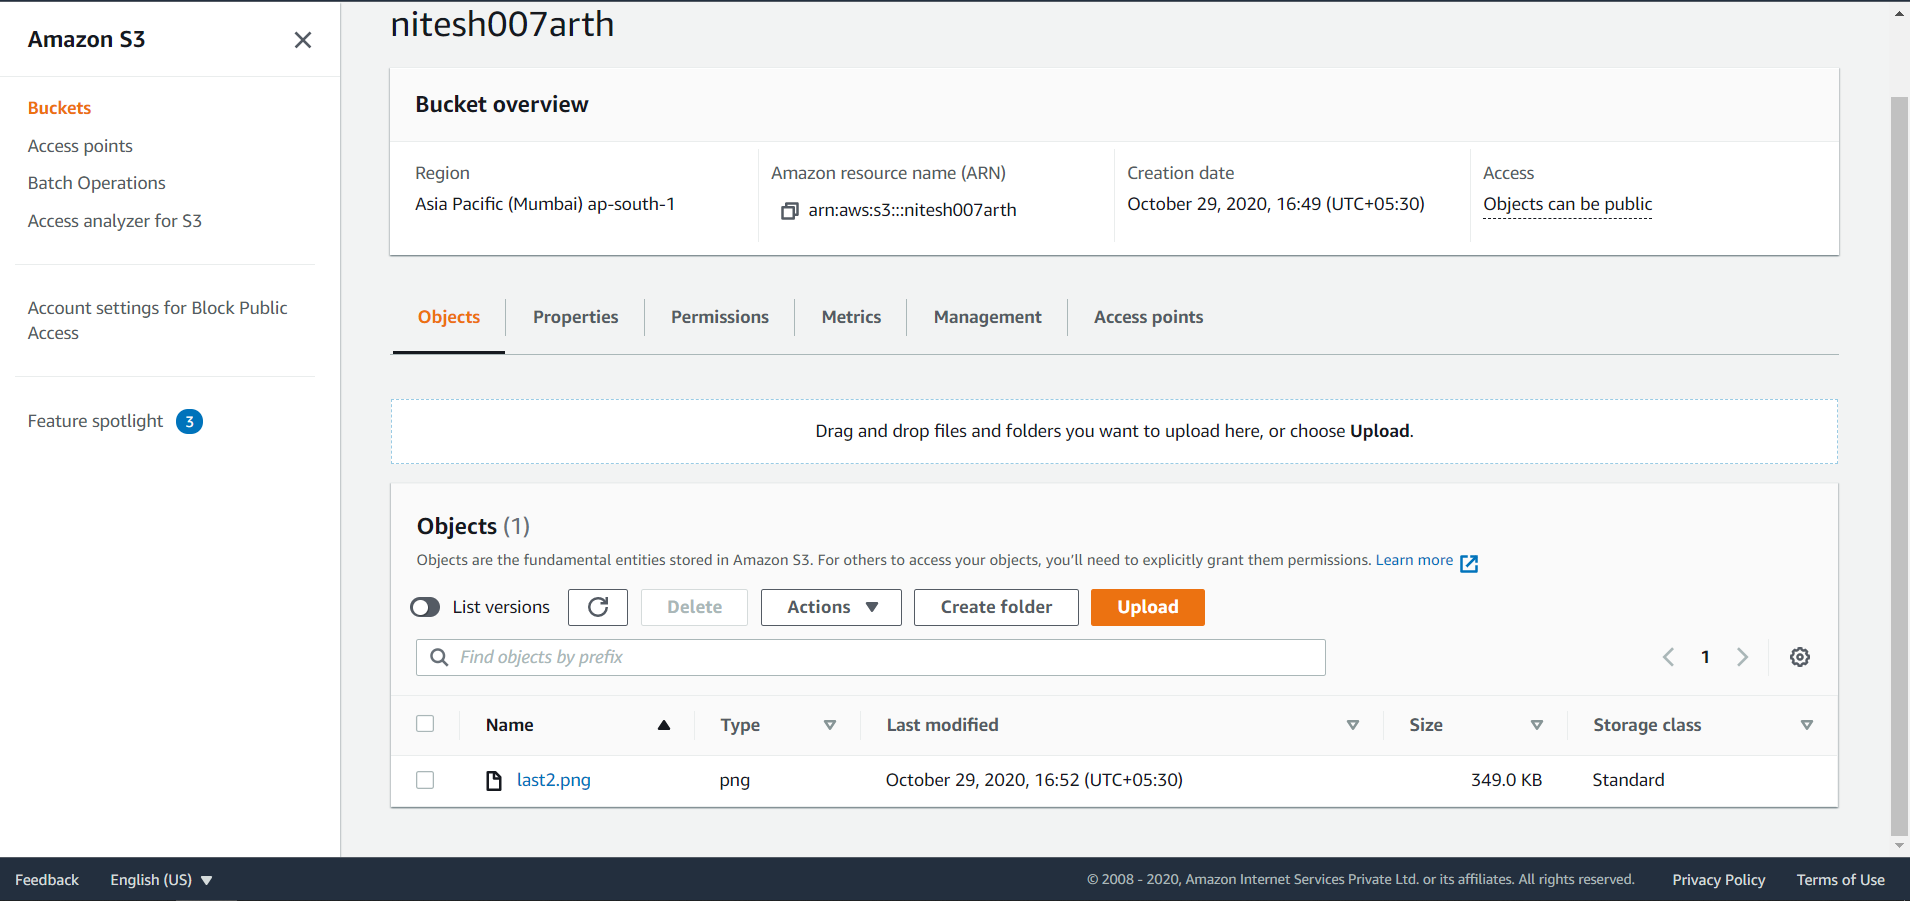 Amazon S3
Buckets
Access points
Batch Operations
Access analyzer for S3
Account settings for Block Public
Access
Feature spotlight 3
nitesh007arth
Bucket overview
Region
Asia Pacific (Mumbai) ap-south-1
Amazon resource name (ARN)
arn:aws:s3:::nitesh007arth
Creation date
October 29, 2020, 16:49 (UTC+05:30)
Access
Objects can be public
Objects Properties Permissions Metrics Management Access points
Drag and drop files and folders you want to upload here, or choose Upload.
Objects (1)
Objects are the fundamental entities stored in Amazon S3. For others to access your objects, you’ll need to explicitly grant them permissions. Learn more
List versions Delete Actions Create folder Upload
Find objects by prefix 1
Name Type Last modified Size Storage class
last2.png png October 29, 2020, 16:52 (UTC+05:30) 349.0 KB Standard
Feedback English (US) © 2008 - 2020, Amazon Internet Services Private Ltd. or its affiliates. All rights reserved. Privacy Policy Terms of Use